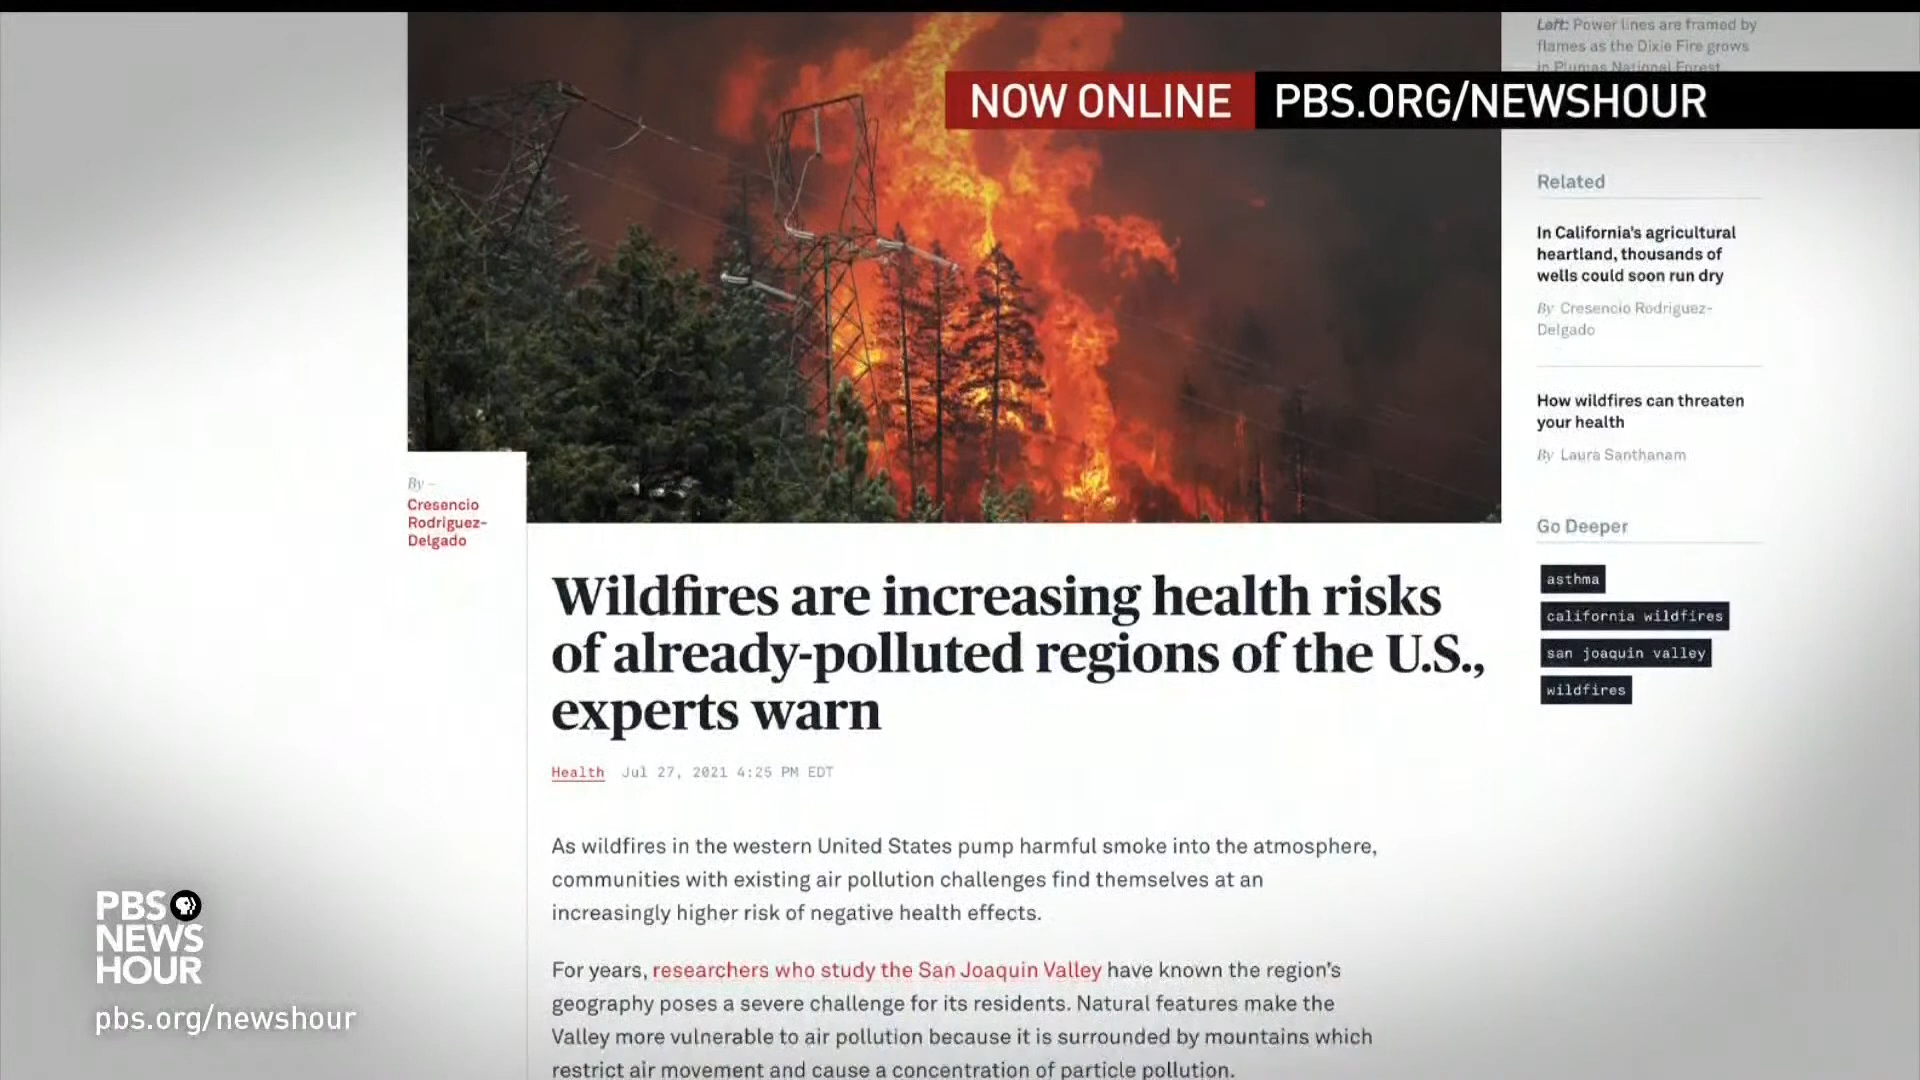 Left: Power lines are framed by
flames as the Dixie Fire grows
in Plumas National Forest
NOW ONLINE PBS.ORG/NEWSHOUR
Related
In California's agricultural
heartland, thousands of
wells could soon run dry
By Cresencio Rodriguez-
Delgado
How wildfires can threaten
your health
By Laura Santhanam
Go Deeper
asthma
california wildfires
san joaquin valley
wildfires
By —
Cresencio
Rodriguez-
Delgado
Wildfires are increasing health risks
of already-polluted regions of the U.S.,
experts warn
Health Jul 27, 2021 4:25 PM EDT
As wildfires in the western United States pump harmful smoke into the atmosphere,
communities with existing air pollution challenges find themselves at an
increasingly higher risk of negative health effects.
For years, researchers who study the San Joaquin Valley have known the region's
geography poses a severe challenge for its residents. Natural features make the
Valley more vulnerable to air pollution because it is surrounded by mountains which
restrict air movement and cause a concentration of particle pollution.
PBS
NEWS
HOUR
pbs.org/newshour